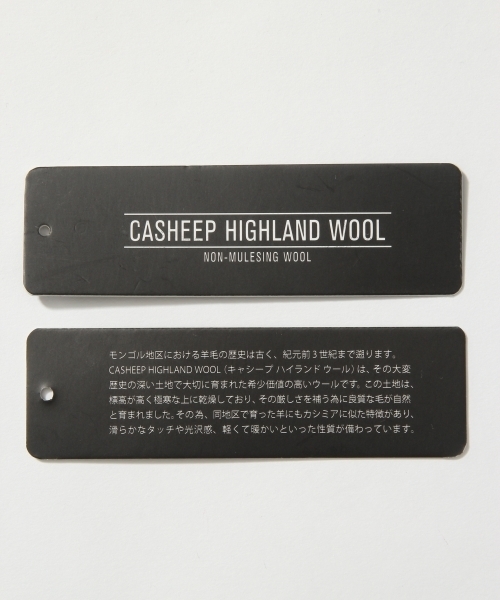 CASHEEP HIGHLAND WOOL
NON-MULESING WOOL
モンゴル地区における羊毛の歴史は古く、紀元前3世紀まで遡ります。
CASHEEP HIGHLAND WOOL（キャシープ ハイランド ウール）は、その大変
歴史の深い土地で大切に育まれた希少価値の高いウールです。この土地は、
標高が高く極寒な上に乾燥しており、その厳しさを補う為に良質な毛が自然
と育まれました。その為、同地区で育った羊にもカシミアに似た特徴があり、
滑らかなタッチや光沢感、軽くて暖かいといった性質が備わっています。